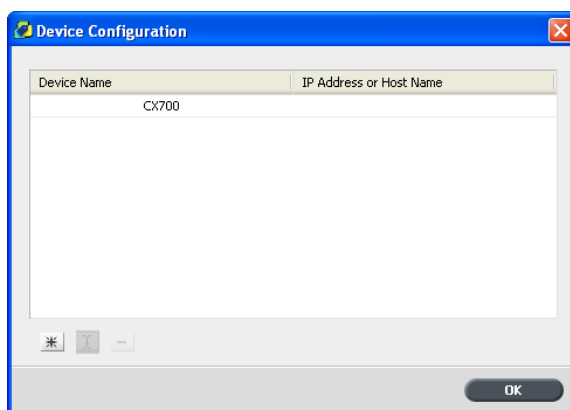 Device Configuration
Device Name IP Address or Host Name
CX700
OK